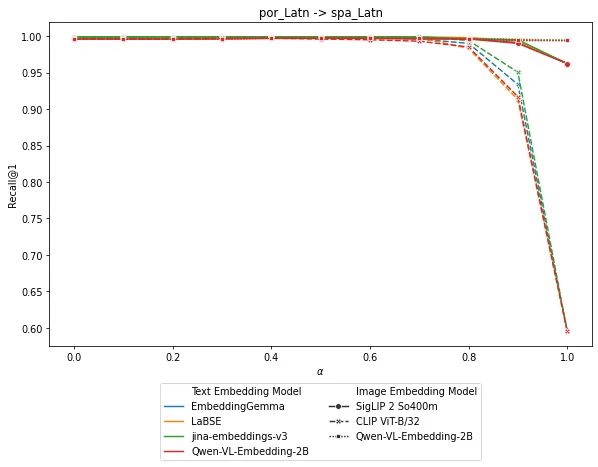 por_Latn -> spa_Latn
1.00
0.95
0.90
0.85
0.80
0.75
0.70
0.65
0.60
Recall@1
0.0 0.2 0.4 0.6 0.8 1.0
α
Text Embedding Model Image Embedding Model
EmbeddingGemma SigLIP 2 So400m
LaBSE CLIP ViT-B/32
jina-embeddings-v3 Qwen-VL-Embedding-2B
Qwen-VL-Embedding-2B